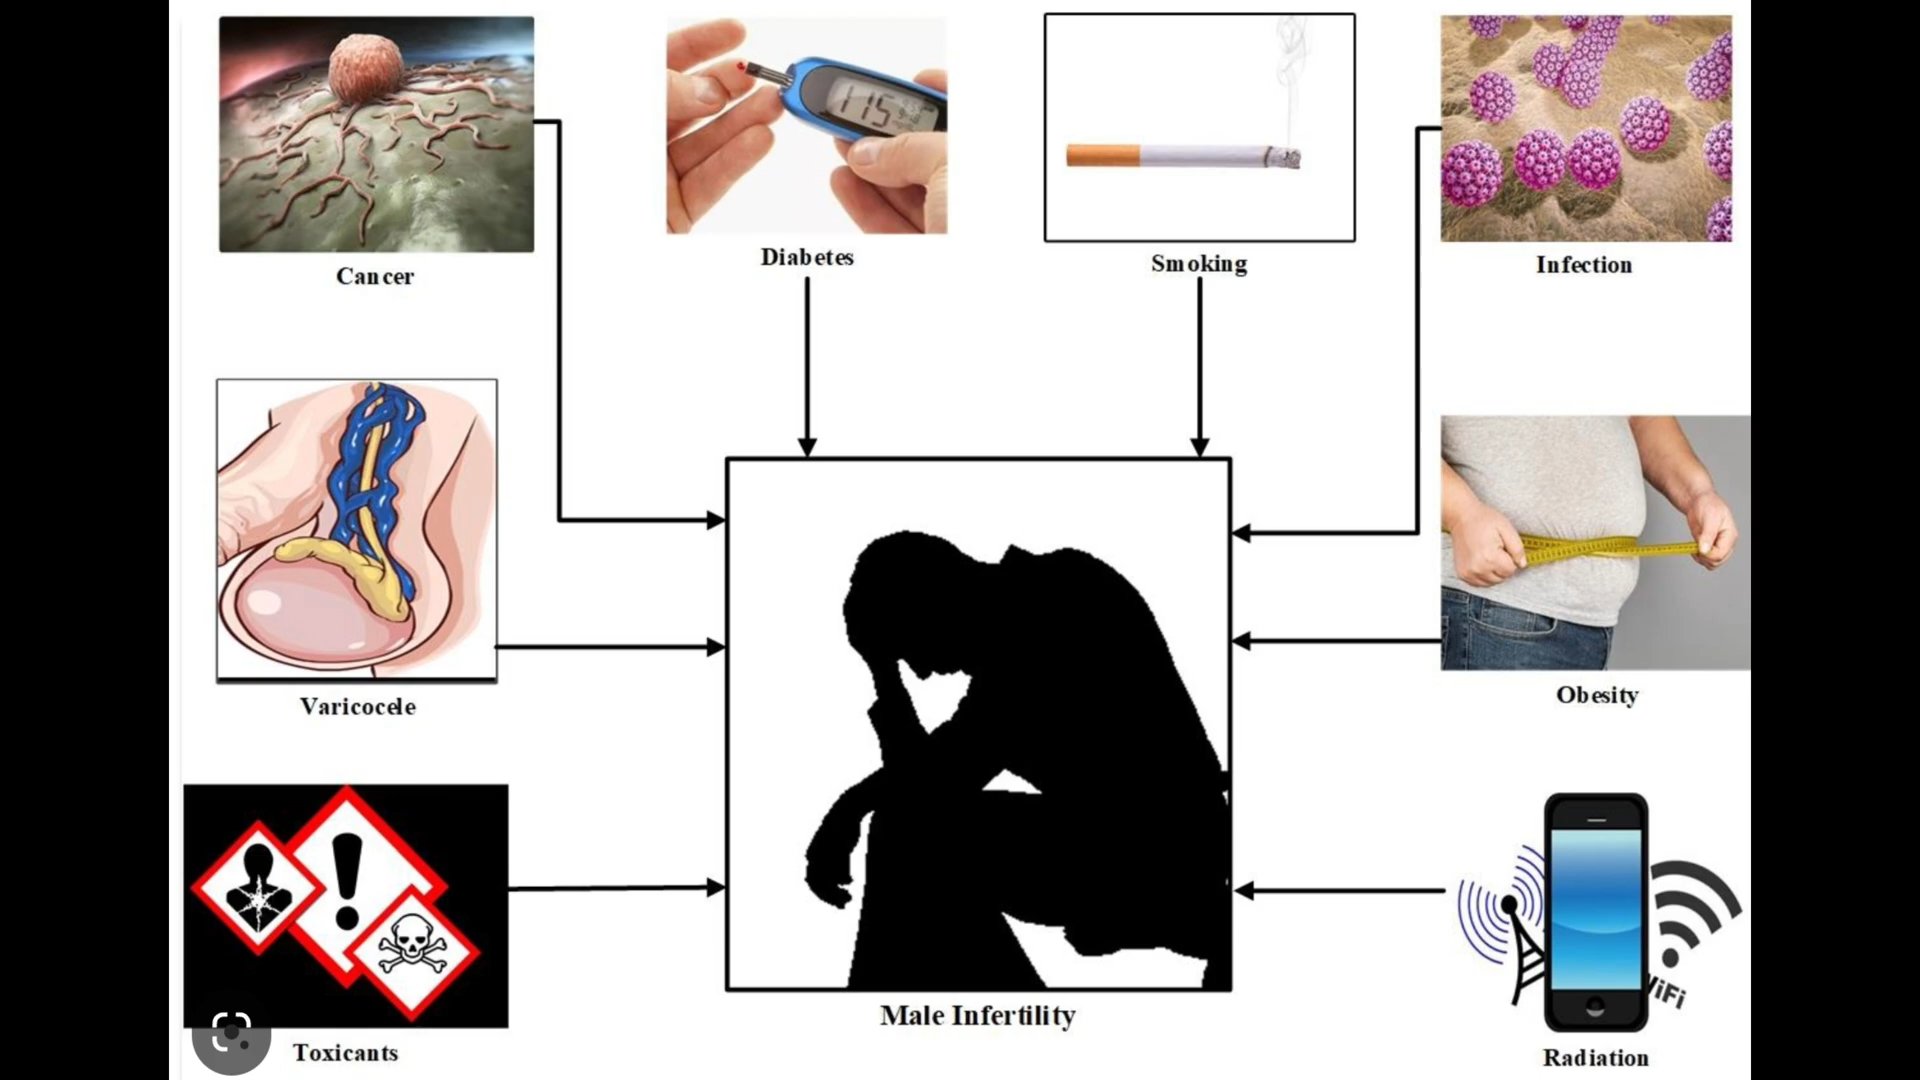 115
Cancer
Diabetes
Smoking
Infection
Varicocele
Obesity
Toxicants
Male Infertility
WiFi
Radiation